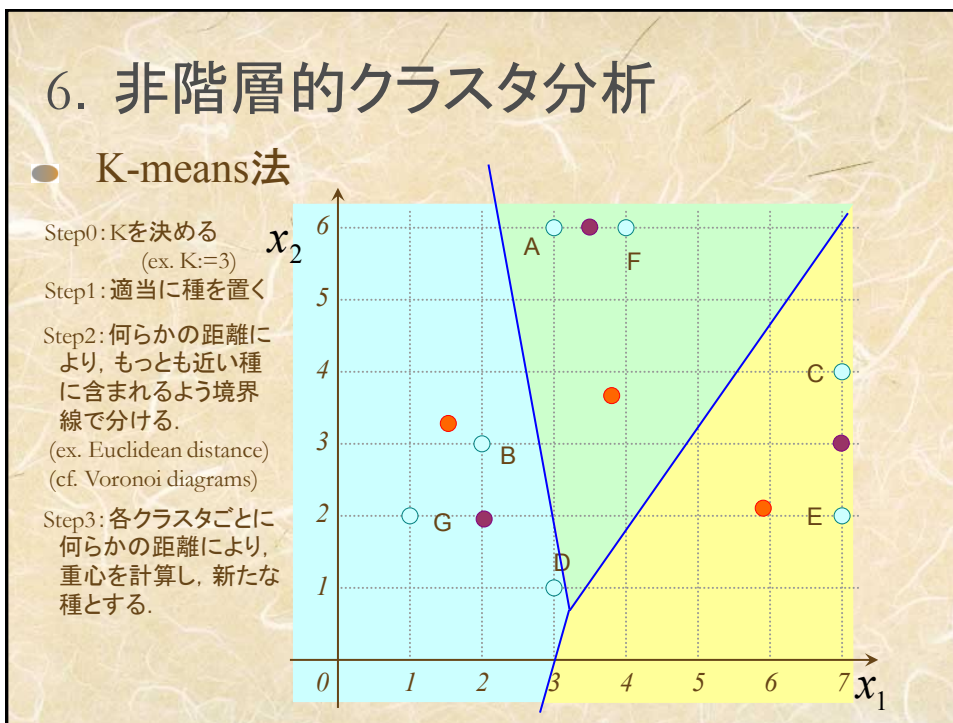 6. 非階層的クラスタ分析
K-means法
Step0：Kを決める
(ex. K:=3)
Step1：適当に種を置く
Step2：何らかの距離に
より，もっとも近い種
に含まれるよう境界
線で分ける．
(ex. Euclidean distance)
(cf. Voronoi diagrams)
Step3：各クラスタごとに
何らかの距離により，
重心を計算し，新たな
種とする．
x2
6
5
4
3
2
1
0
A
F
C
B
G
E
D
1
2
3
4
5
6
7
x1